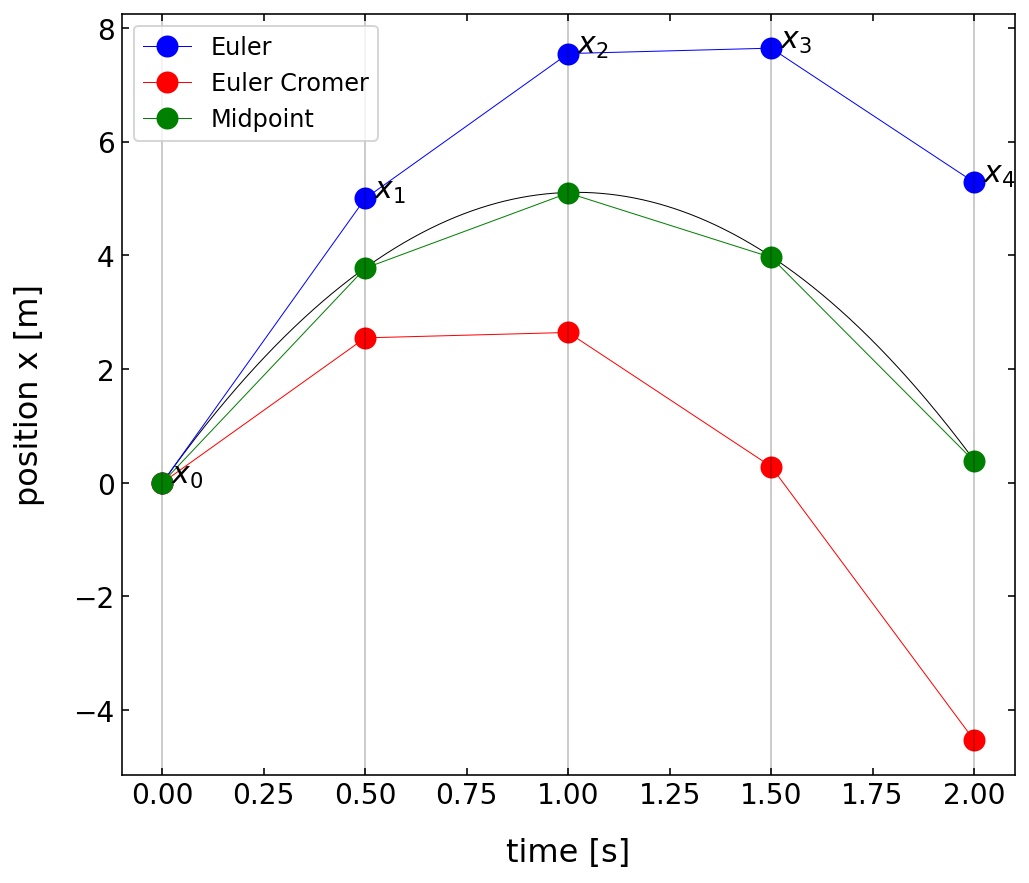 8
6
4
2
0
−2
−4
position x [m]
Euler
Euler Cromer
Midpoint
x₀
x₁
x₂
x₃
x₄
0.00 0.25 0.50 0.75 1.00 1.25 1.50 1.75 2.00
time [s]